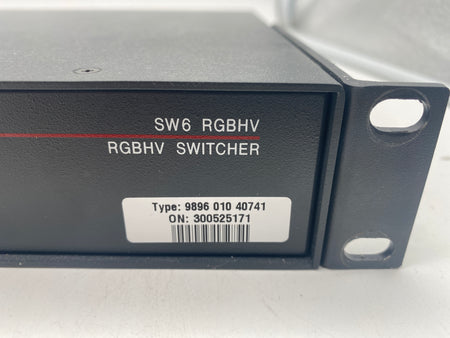 SW6 RGBHV
RGBHV SWITCHER
Type: 9896 010 40741
ON: 300525171